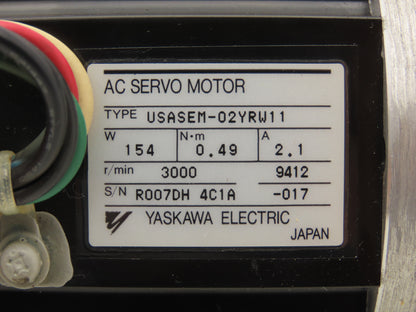 AC SERVO MOTOR
TYPE USASEM-02YRW11
W N·m A
154 0.49 2.1
r/min 3000 9412
S/N R007DH 4C1A -017
YASKAWA ELECTRIC
JAPAN